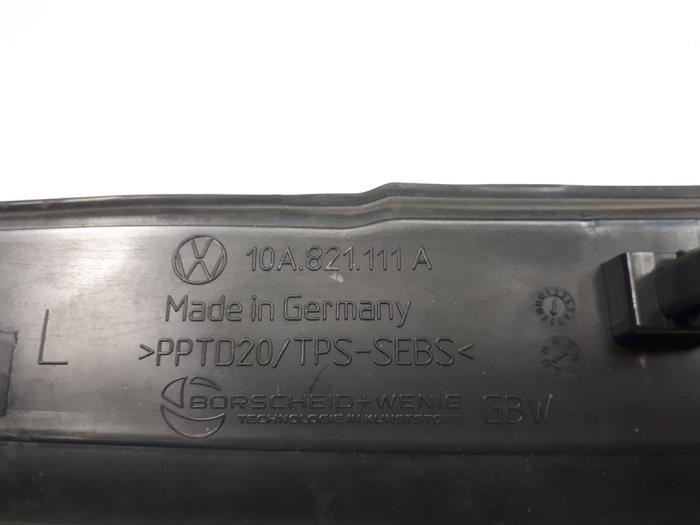 10A.821.111 A
Made in Germany
L >PPTD20/TPS-SEBS<
BORSCHEID+WENIG GBW
TECHNOLOGIE IN KUNSTSTOFF